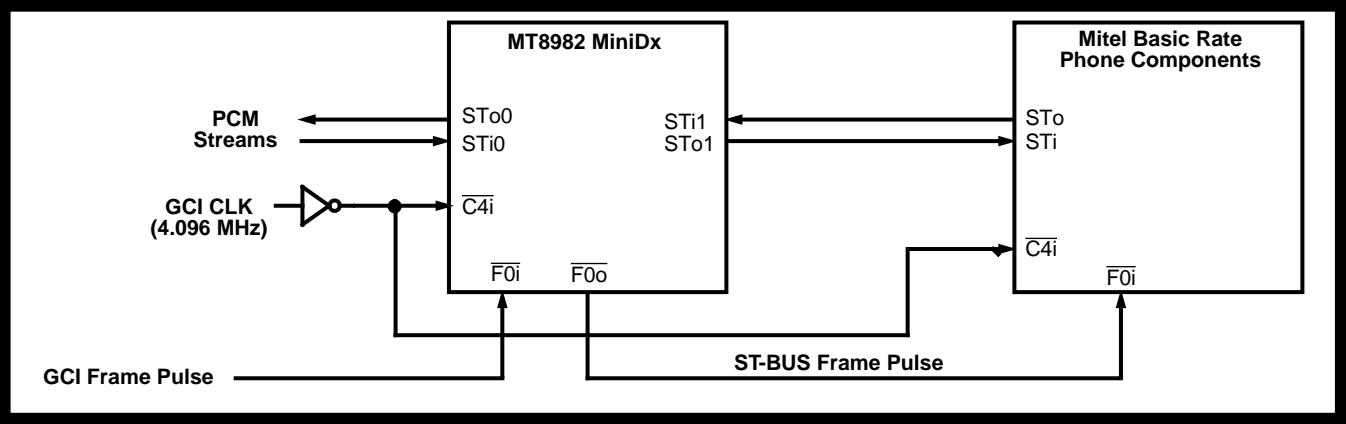 MT8982 MiniDx
Mitel Basic Rate
Phone Components
PCM
Streams
STo0
STi0
STi1
STo1
STo
STi
GCI CLK
(4.096 MHz)
C4i
C4i
F0i
F0o
F0i
ST-BUS Frame Pulse
GCI Frame Pulse